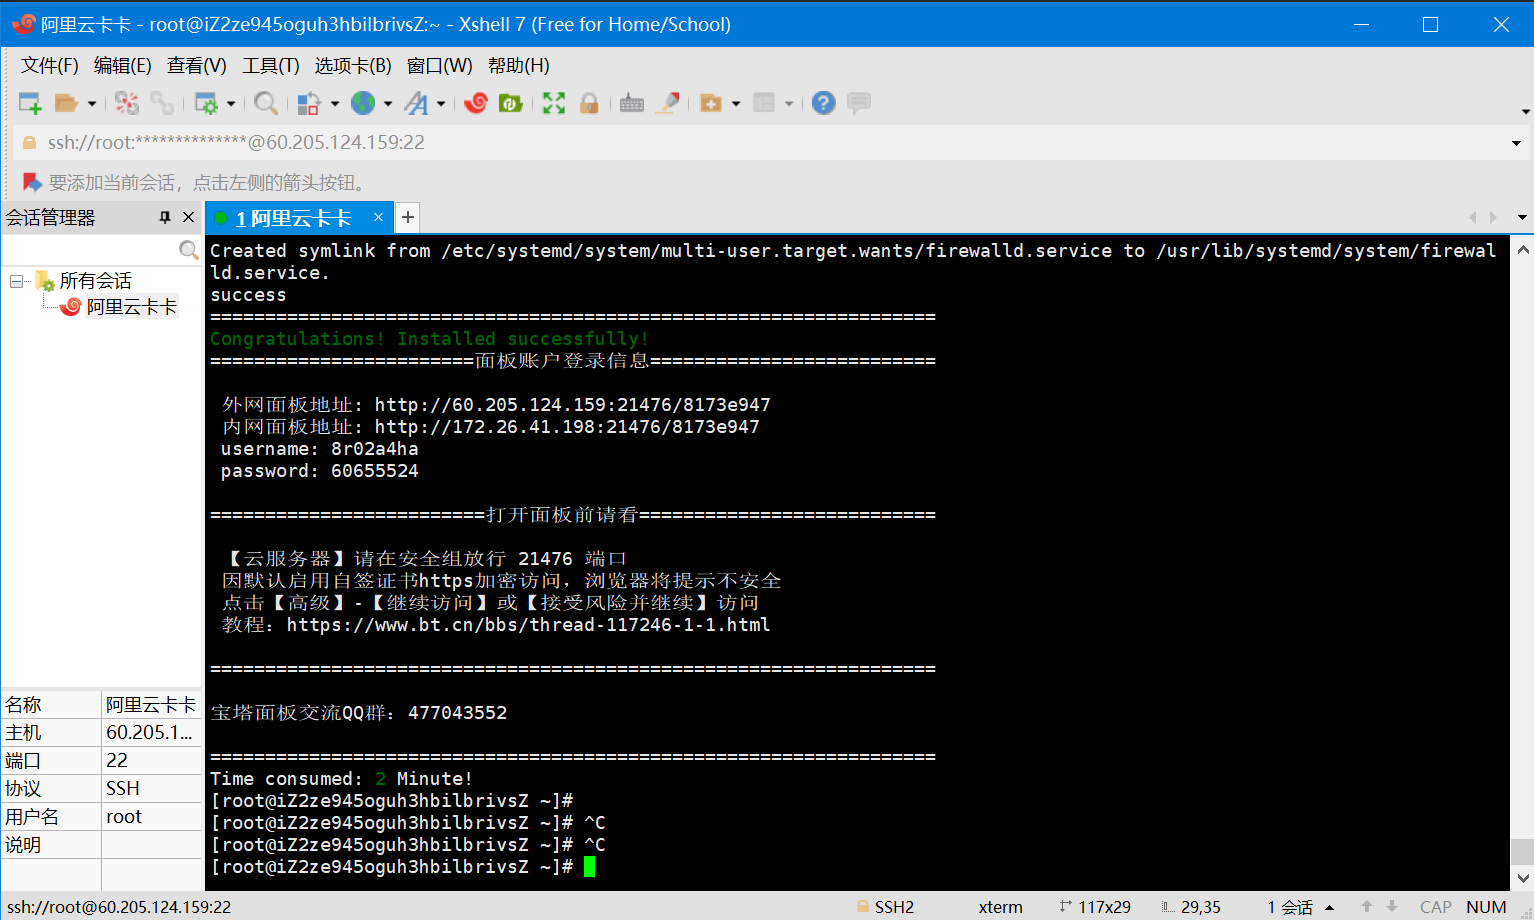 阿里云卡卡 - root@iZ2ze945oguh3hbilbrivsZ:~ - Xshell 7 (Free for Home/School)
文件(F) 编辑(E) 查看(V) 工具(T) 选项卡(B) 窗口(W) 帮助(H)
ssh://root:**************@60.205.124.159:22
要添加当前会话，点击左侧的箭头按钮。
会话管理器
1 阿里云卡卡
所有会话
阿里云卡卡
Created symlink from /etc/systemd/system/multi-user.target.wants/firewalld.service to /usr/lib/systemd/system/firewal
ld.service.
success
==================================================================
Congratulations! Installed successfully!
========================面板账户登录信息==========================
外网面板地址: http://60.205.124.159:21476/8173e947
内网面板地址: http://172.26.41.198:21476/8173e947
username: 8r02a4ha
password: 60655524
=========================打开面板前请看===========================
【云服务器】请在安全组放行 21476 端口
因默认启用自签证书https加密访问，浏览器将提示不安全
点击【高级】-【继续访问】或【接受风险并继续】访问
教程：https://www.bt.cn/bbs/thread-117246-1-1.html
==================================================================
宝塔面板交流QQ群：477043552
==================================================================
Time consumed: 2 Minute!
[root@iZ2ze945oguh3hbilbrivsZ ~]#
[root@iZ2ze945oguh3hbilbrivsZ ~]# ^C
[root@iZ2ze945oguh3hbilbrivsZ ~]# ^C
[root@iZ2ze945oguh3hbilbrivsZ ~]#
名称 阿里云卡卡
主机 60.205.1...
端口 22
协议 SSH
用户名 root
说明
ssh://root@60.205.124.159:22 SSH2 xterm 117x29 29,35 1 会话 CAP NUM